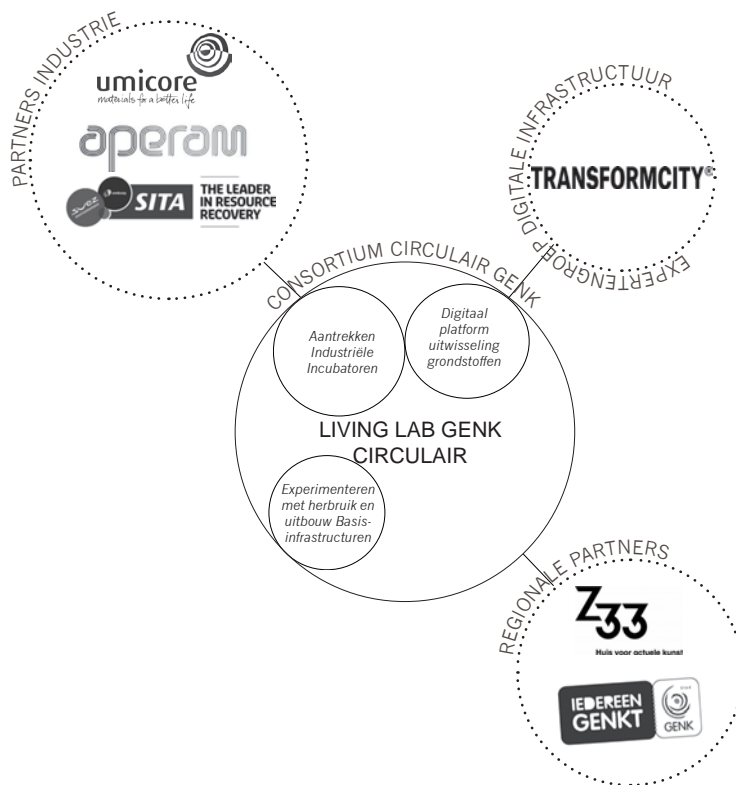 PARTNERS INDUSTRIE
umicore
materials for a better life
aperam
suez
SITA
THE LEADER
IN RESOURCE
RECOVERY
EXPERTENGROEP DIGITALE INFRASTRUCTUUR
TRANSFORMCITY®
CONSORTIUM CIRCULAIR GENK
Aantrekken
Industriële
Incubatoren
Digitaal
platform
uitwisseling
grondstoffen
LIVING LAB GENK
CIRCULAIR
Experimenteren
met herbruik en
uitbouw Basis-
infrastructuren
REGIONALE PARTNERS
Z33
Huis voor actuele kunst
IEDEREEN
GENKT
GENK